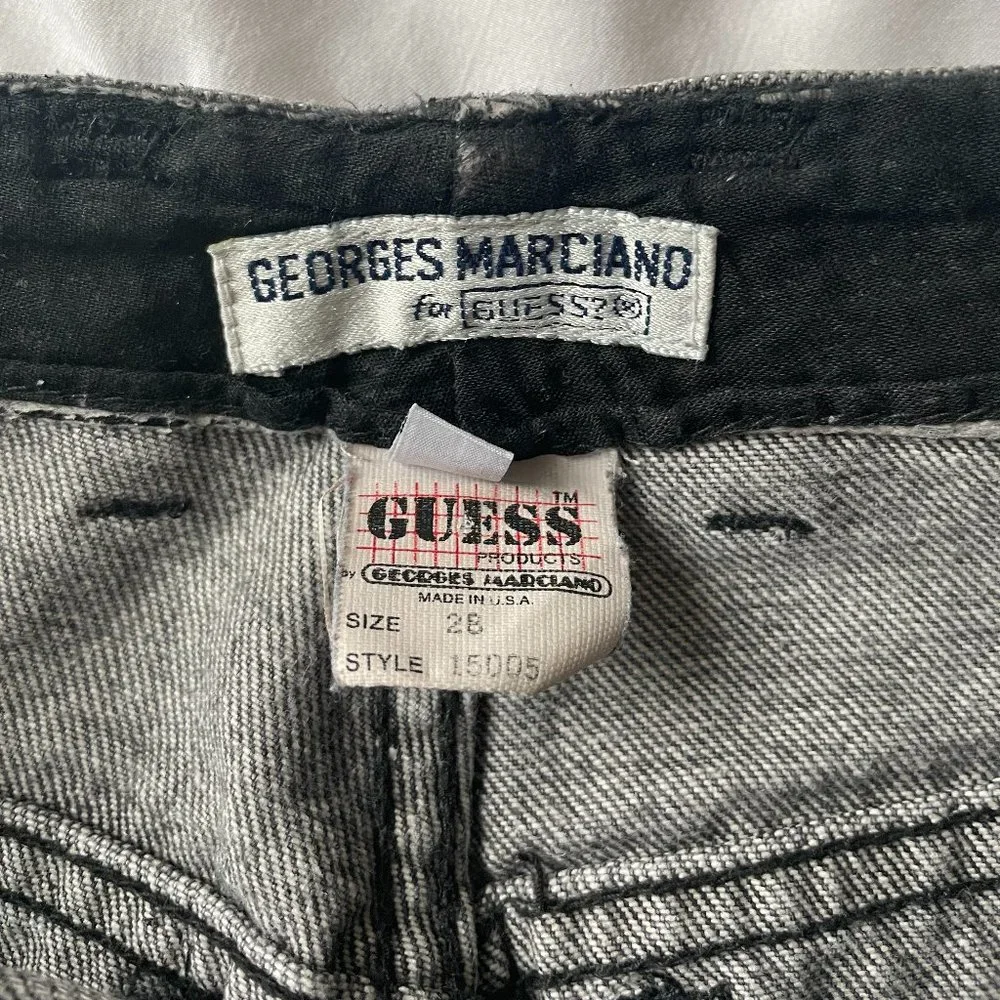 GEORGES MARCIANO
for GUESS?®
GUESS™
PRODUCTS
by GEORGES MARCIANO
MADE IN U.S.A.
SIZE 28
STYLE 15005